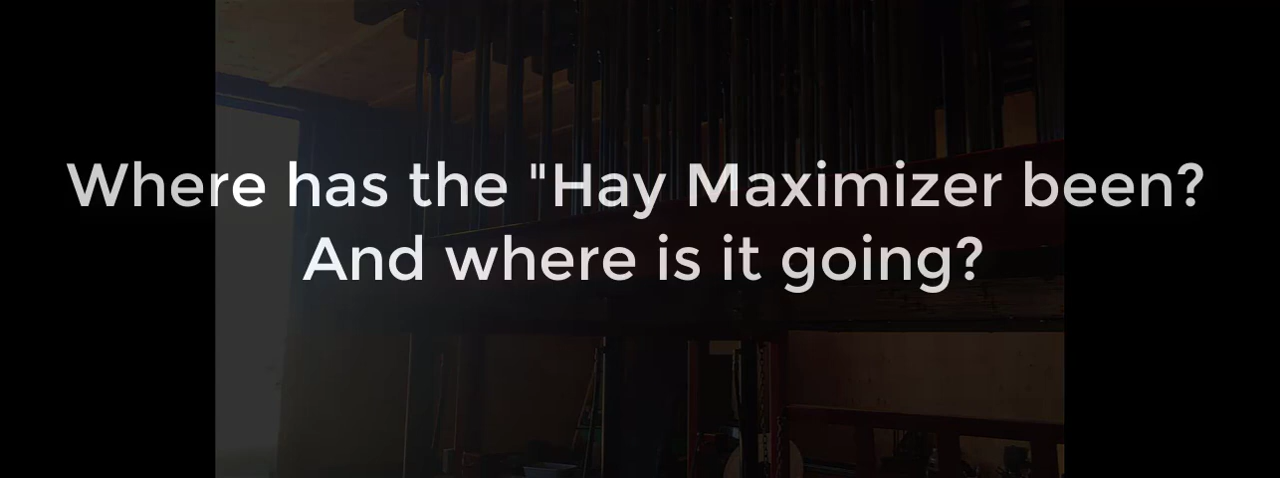 Where has the "Hay Maximizer been?
And where is it going?